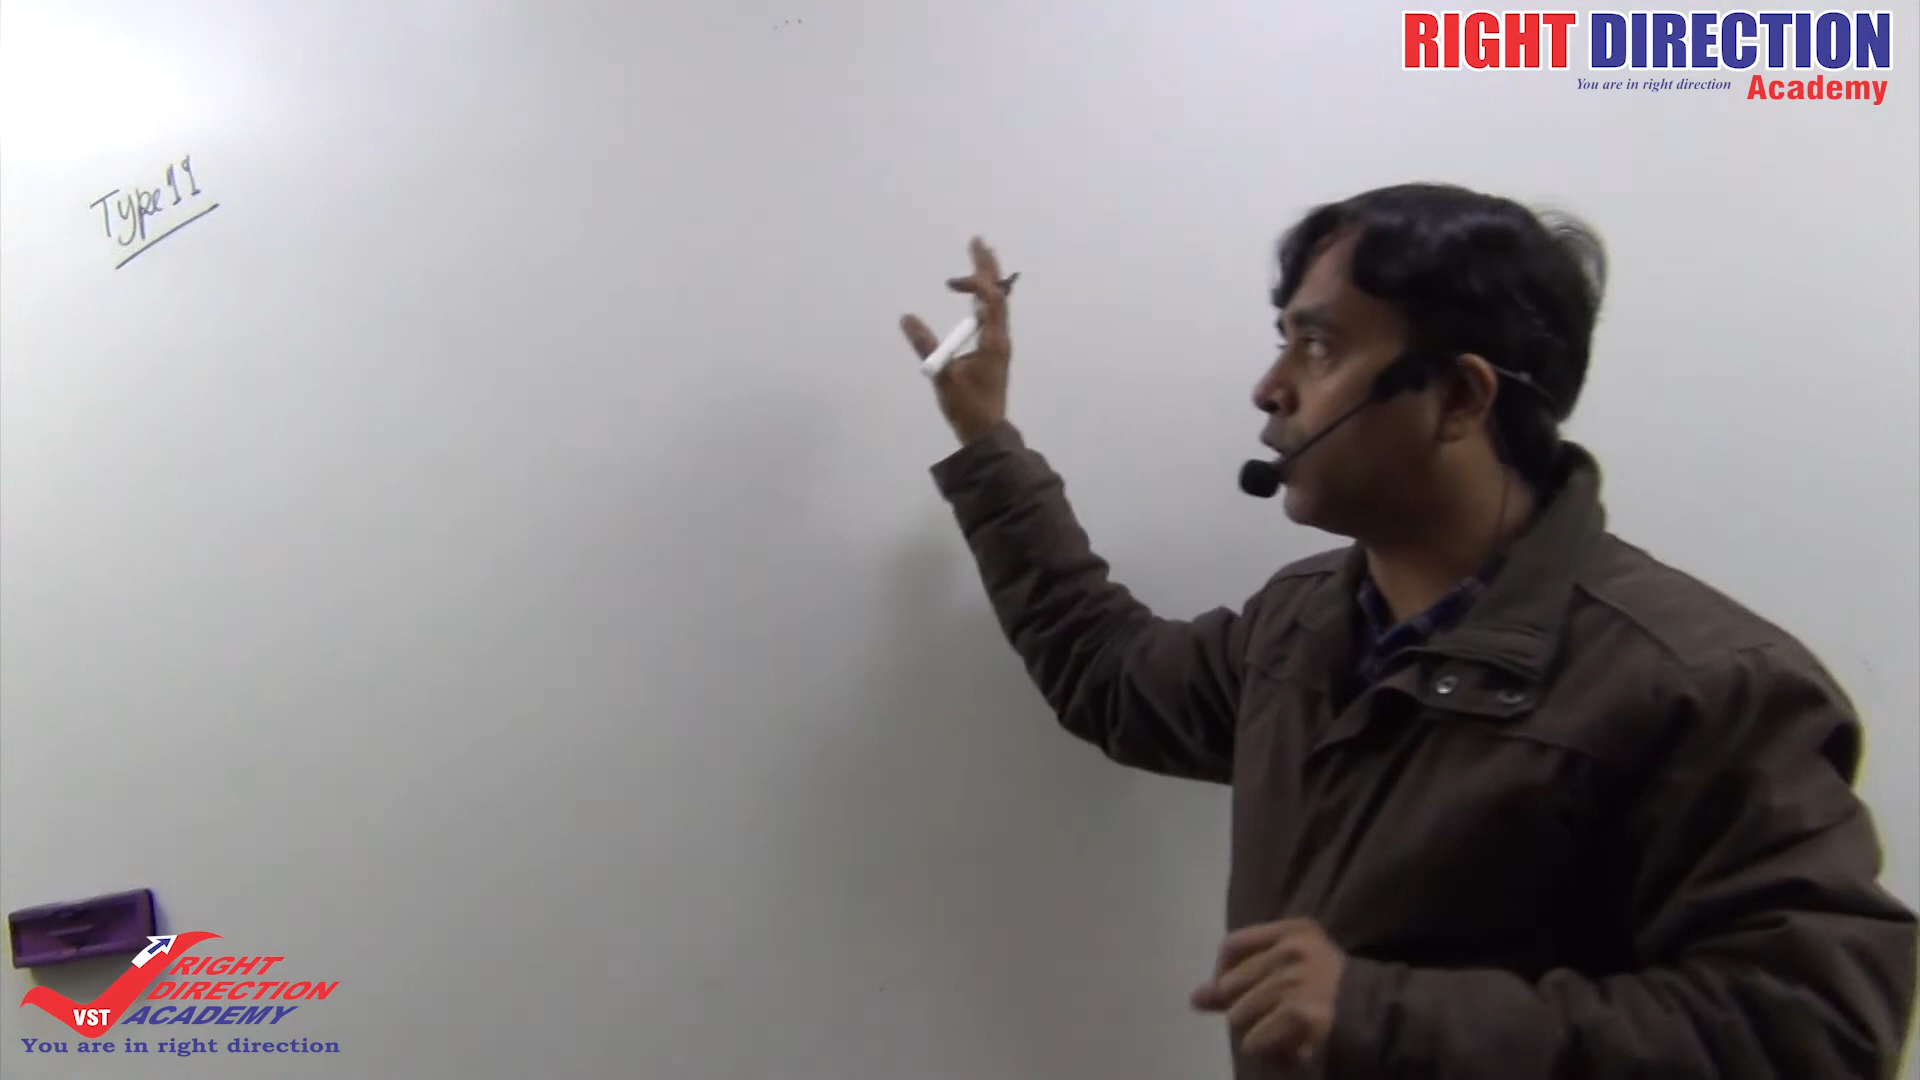 RIGHT DIRECTION
You are in right direction Academy
Type 11
RIGHT
DIRECTION
VST ACADEMY
You are in right direction